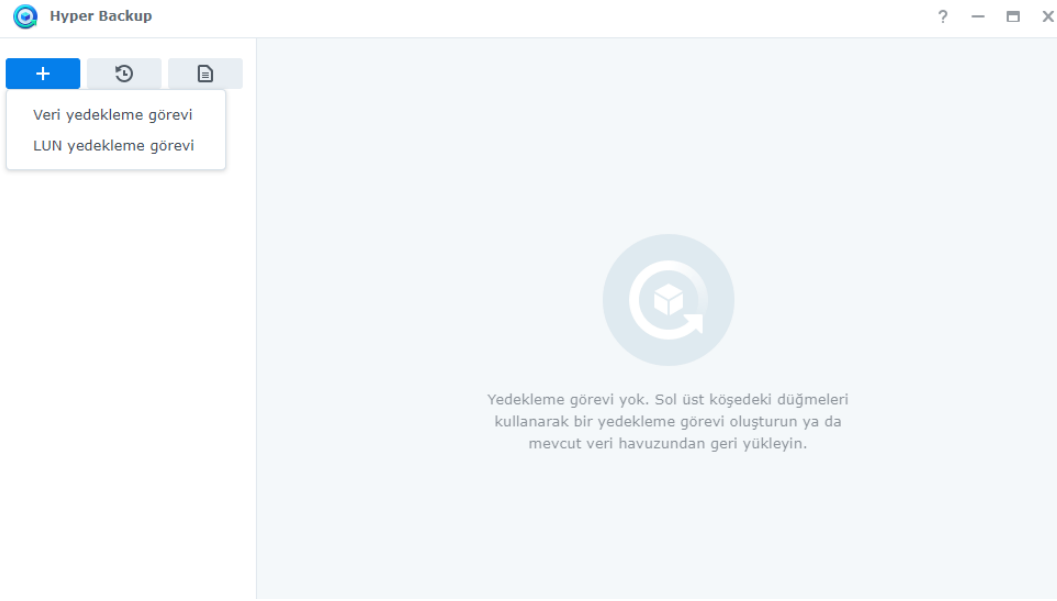 Hyper Backup
Veri yedekleme görevi
LUN yedekleme görevi
Yedekleme görevi yok. Sol üst köşedeki düğmeleri
kullanarak bir yedekleme görevi oluşturun ya da
mevcut veri havuzundan geri yükleyin.